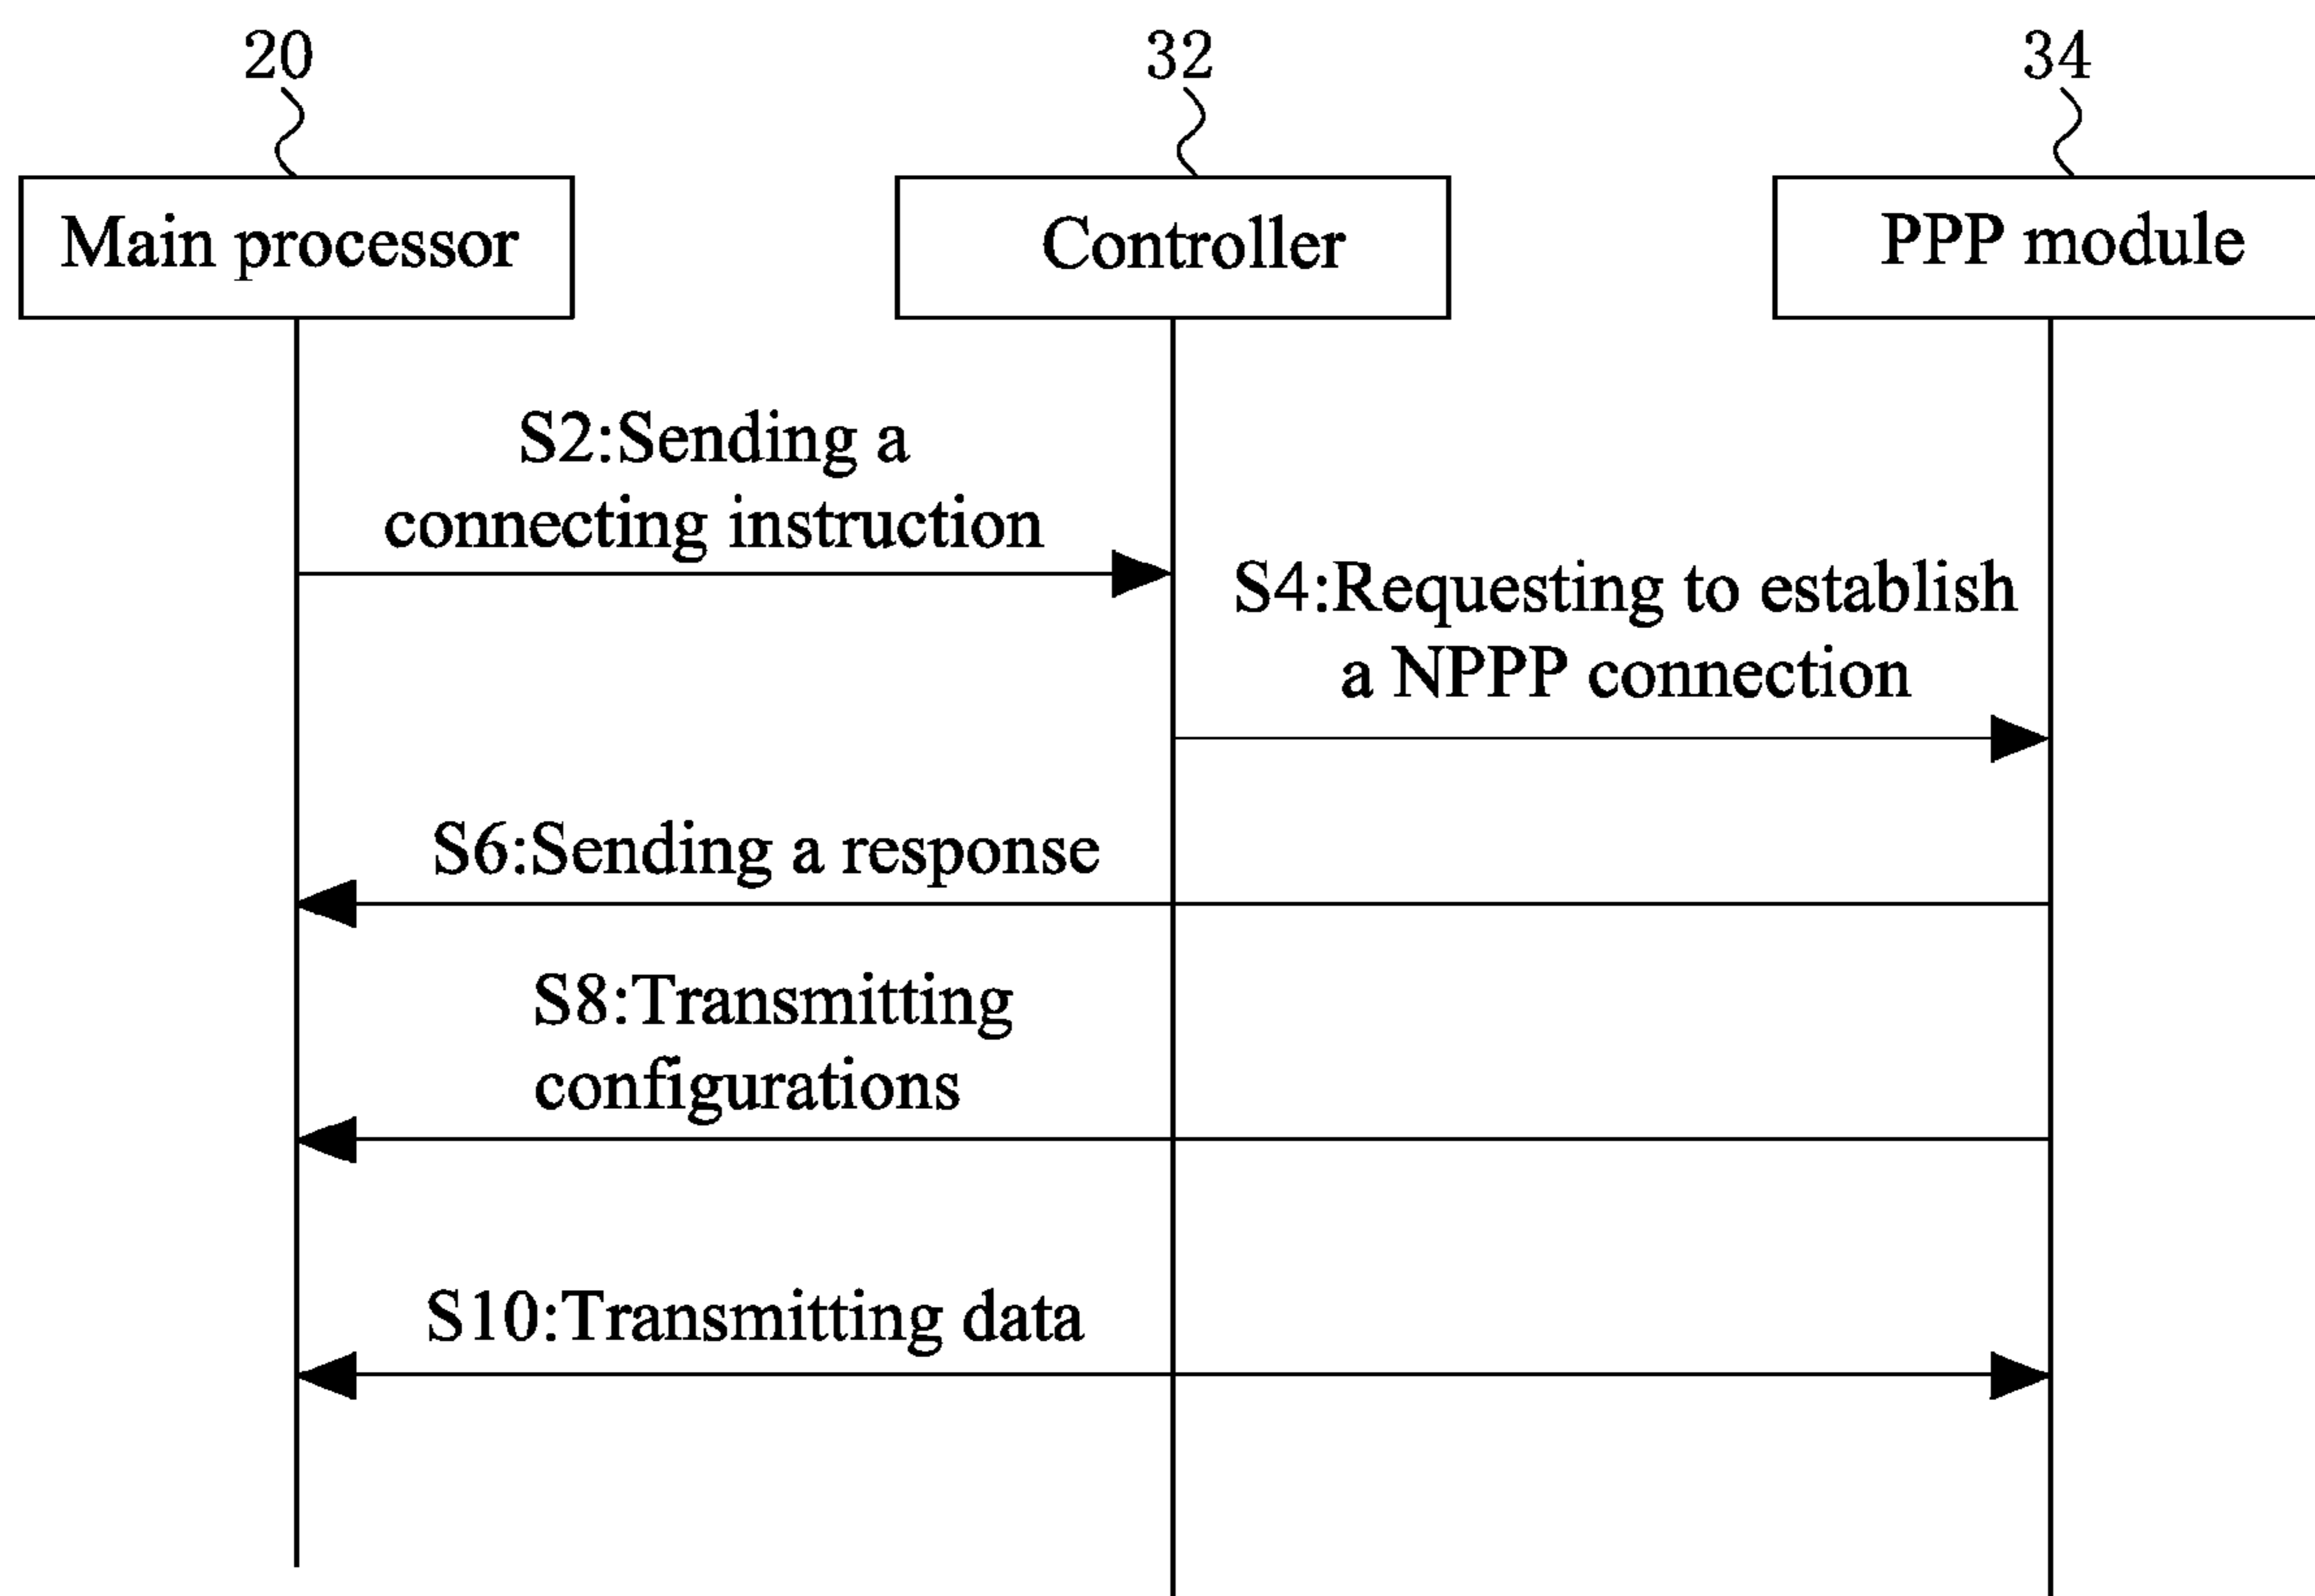 20
32
34
Main processor
Controller
PPP module
S2:Sending a
connecting instruction
S4:Requesting to establish
a NPPP connection
S6:Sending a response
S8:Transmitting
configurations
S10:Transmitting data